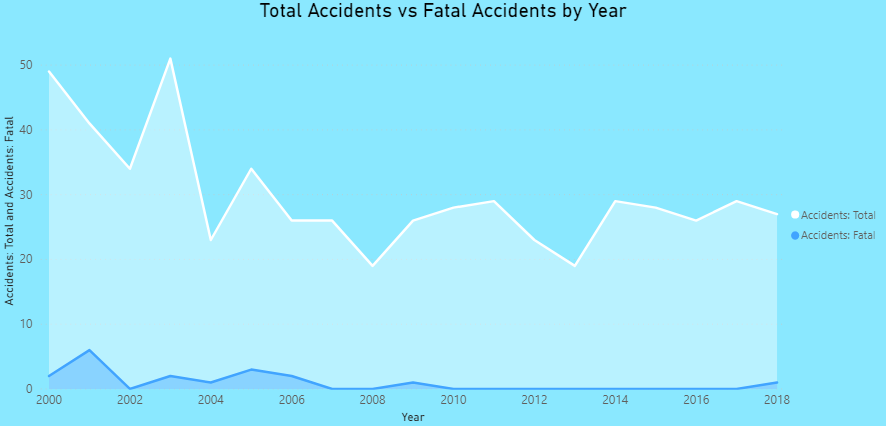 Total Accidents vs Fatal Accidents by Year
Accidents: Total and Accidents: Fatal
50
40
30
20
10
0
2000 2002 2004 2006 2008 2010 2012 2014 2016 2018
Year
Accidents: Total
Accidents: Fatal